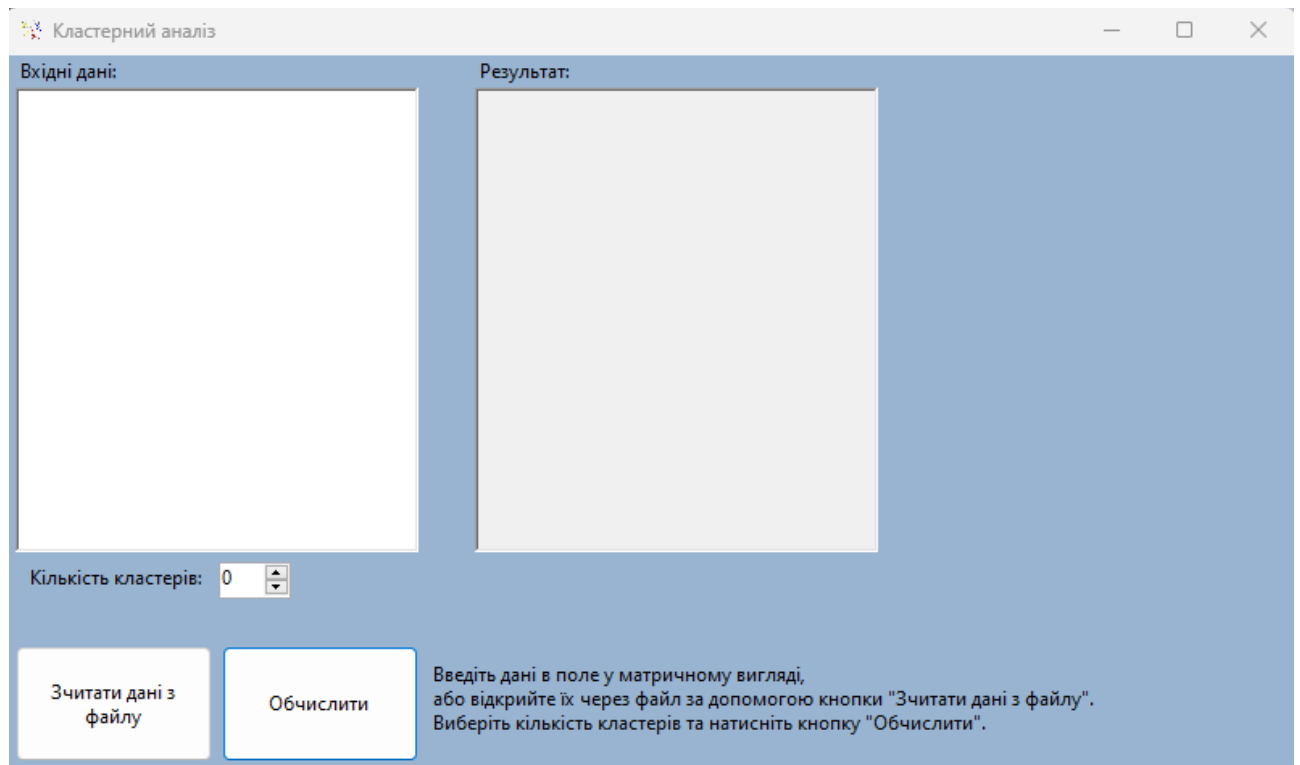 Кластерний аналіз
Вхідні дані:
Результат:
Кількість кластерів: 0
Зчитати дані з
файлу
Обчислити
Введіть дані в поле у матричному вигляді,
або відкрийте їх через файл за допомогою кнопки "Зчитати дані з файлу".
Виберіть кількість кластерів та натисніть кнопку "Обчислити".